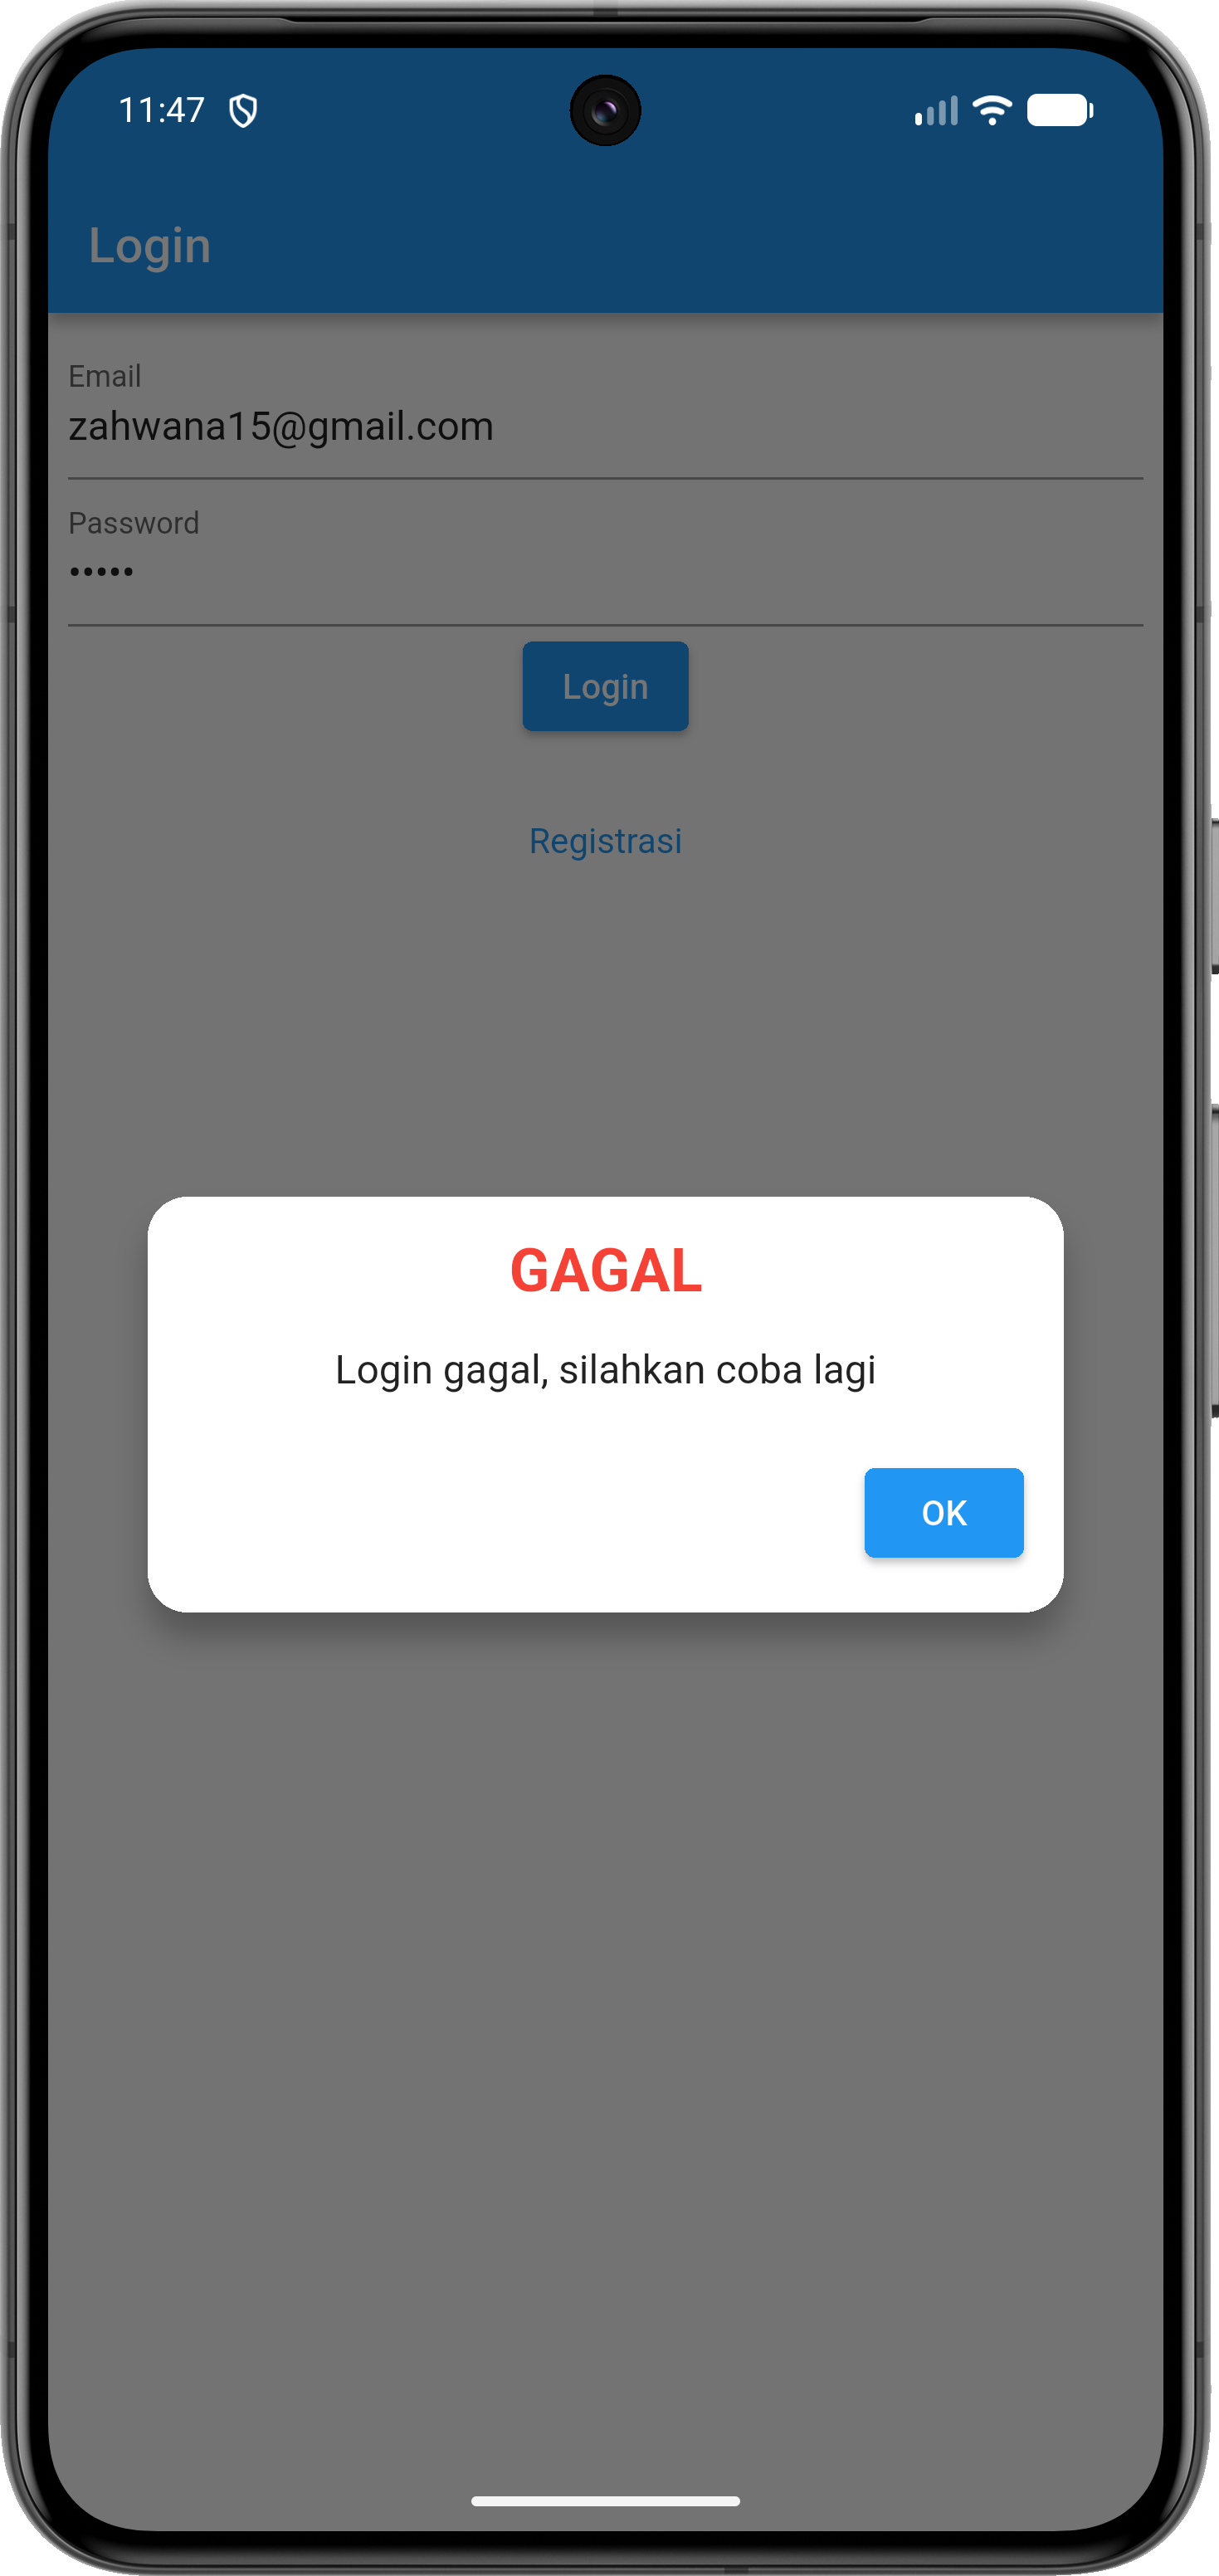 11:47
Login
Email
zahwana15@gmail.com
Password
•••••
Login
Registrasi
GAGAL
Login gagal, silahkan coba lagi
OK